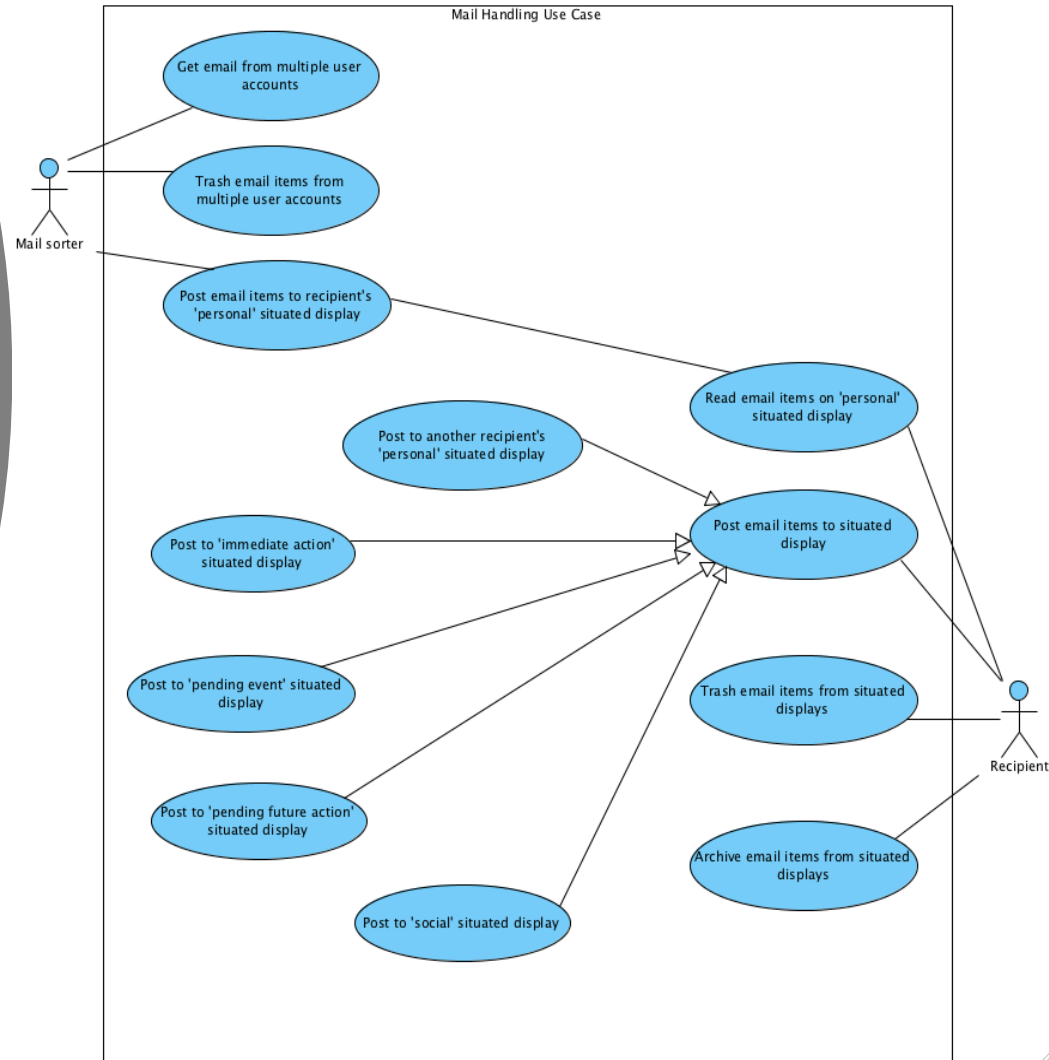 Mail Handling Use Case
Get email from multiple user
accounts
Trash email items from
multiple user accounts
Mail sorter
Post email items to recipient's
'personal' situated display
Read email items on 'personal'
situated display
Post to another recipient's
'personal' situated display
Post email items to situated
display
Post to 'immediate action'
situated display
Post to 'pending event' situated
display
Trash email items from situated
displays
Recipient
Post to 'pending future action'
situated display
Archive email items from situated
displays
Post to 'social' situated display